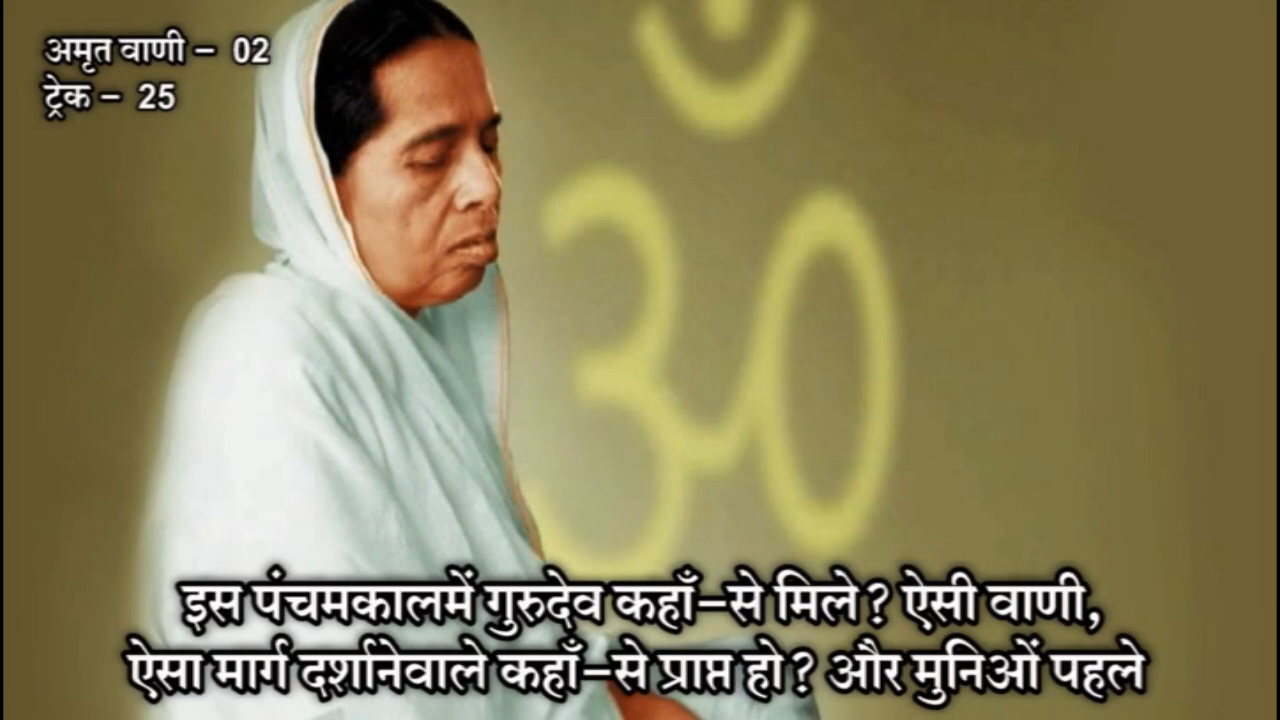 अमृत वाणी – 02
ट्रेक – 25
ॐ
इस पंचमकालमें गुरुदेव कहाँ–से मिले? ऐसी वाणी,
ऐसा मार्ग दर्शानेवाले कहाँ–से प्राप्त हो? और मुनिओं पहले